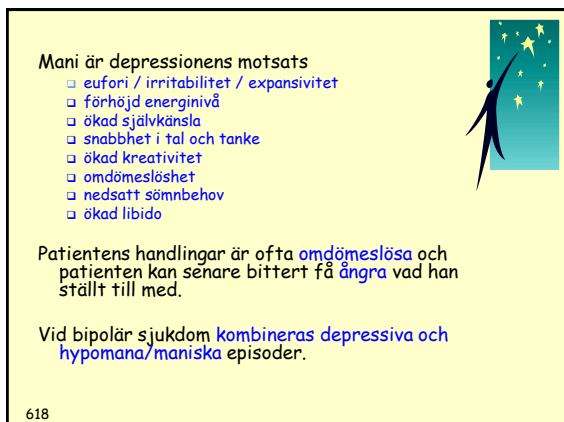 Mani är depressionens motsats
eufori / irritabilitet / expansivitet
förhöjd energinivå
ökad självkänsla
snabbhet i tal och tanke
ökad kreativitet
omdömeslöshet
nedsatt sömnbehov
ökad libido
Patientens handlingar är ofta omdömeslösa och
patienten kan senare bittert få ångra vad han
ställt till med.
Vid bipolär sjukdom kombineras depressiva och
hypomana/maniska episoder.
618